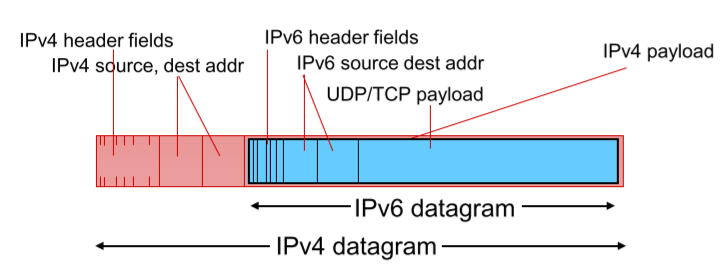 IPv4 header fields
IPv4 source, dest addr
IPv6 header fields
IPv6 source dest addr
UDP/TCP payload
IPv4 payload
IPv6 datagram
IPv4 datagram